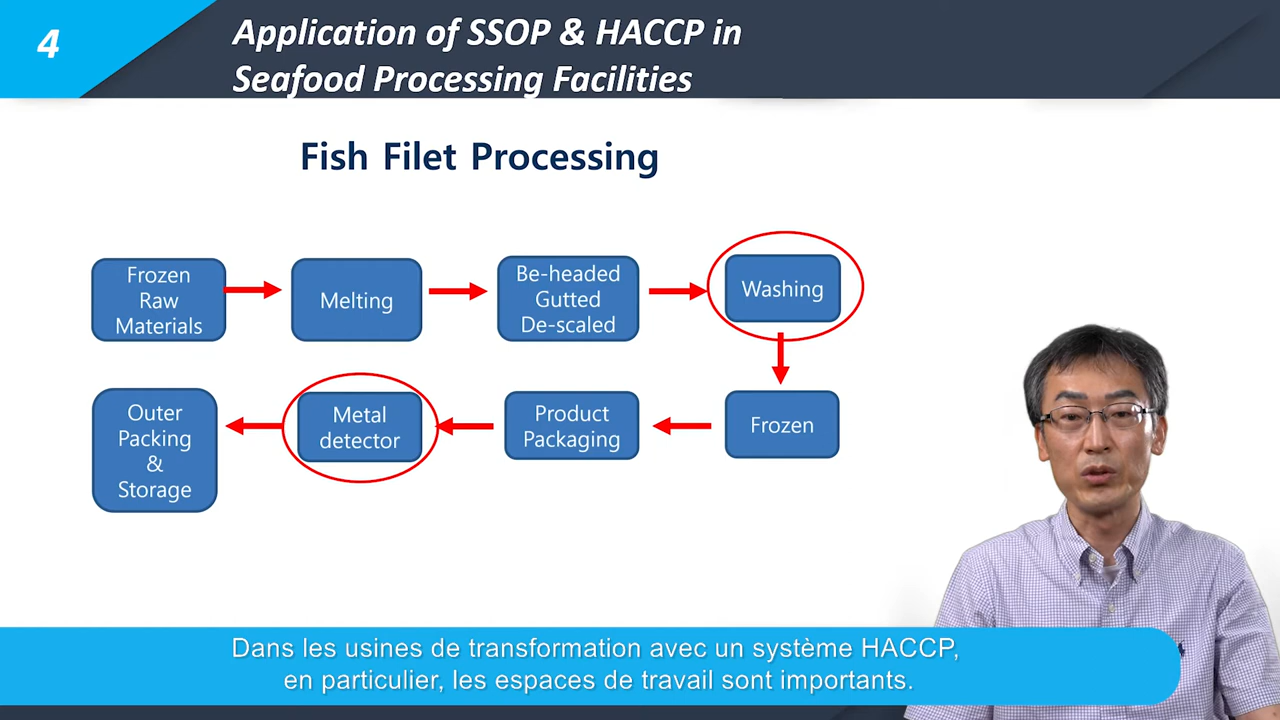 4
Application of SSOP & HACCP in
Seafood Processing Facilities
Fish Filet Processing
Frozen
Raw
Materials
Melting
Be-headed
Gutted
De-scaled
Washing
Outer
Packing
&
Storage
Metal
detector
Product
Packaging
Frozen
Dans les usines de transformation avec un système HACCP,
en particulier, les espaces de travail sont importants.